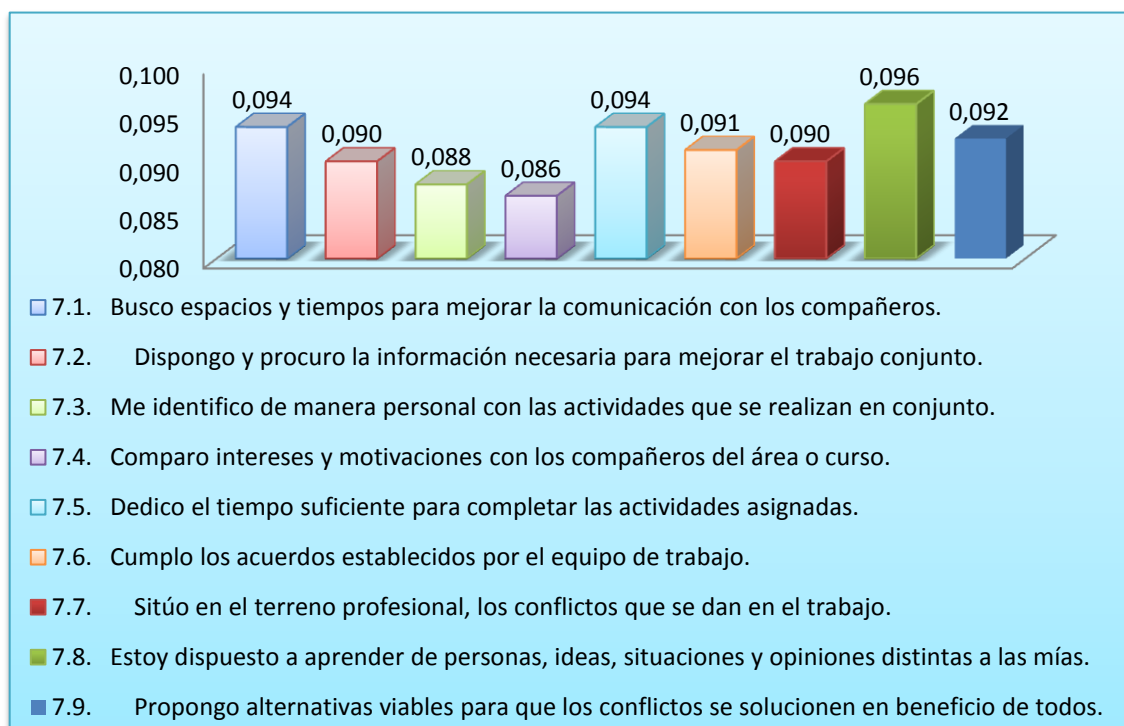 0,100
0,095
0,090
0,085
0,080
0,094
0,090
0,088
0,086
0,094
0,091
0,090
0,096
0,092
7.1. Busco espacios y tiempos para mejorar la comunicación con los compañeros.
7.2. Dispongo y procuro la información necesaria para mejorar el trabajo conjunto.
7.3. Me identifico de manera personal con las actividades que se realizan en conjunto.
7.4. Comparo intereses y motivaciones con los compañeros del área o curso.
7.5. Dedico el tiempo suficiente para completar las actividades asignadas.
7.6. Cumplo los acuerdos establecidos por el equipo de trabajo.
7.7. Sitúo en el terreno profesional, los conflictos que se dan en el trabajo.
7.8. Estoy dispuesto a aprender de personas, ideas, situaciones y opiniones distintas a las mías.
7.9. Propongo alternativas viables para que los conflictos se solucionen en beneficio de todos.